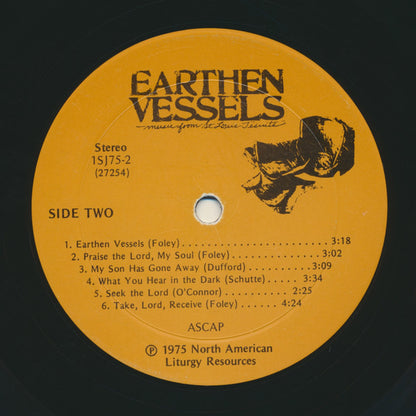 EARTHEN
VESSELS
music from St. Louis Jesuits
Stereo
1SJ75-2
(27254)
SIDE TWO
1. Earthen Vessels (Foley) . . . . . . . . . . . . . . . . . . . . . . . 3:18
2. Praise the Lord, My Soul (Foley) . . . . . . . . . . . . . 3:02
3. My Son Has Gone Away (Dufford) . . . . . . . . . 3:09
4. What You Hear in the Dark (Schutte) . . . . . 3:34
5. Seek the Lord (O'Connor) . . . . . . . . . 2:25
6. Take, Lord, Receive (Foley) . . . . . . 4:24
ASCAP
℗ 1975 North American
Liturgy Resources